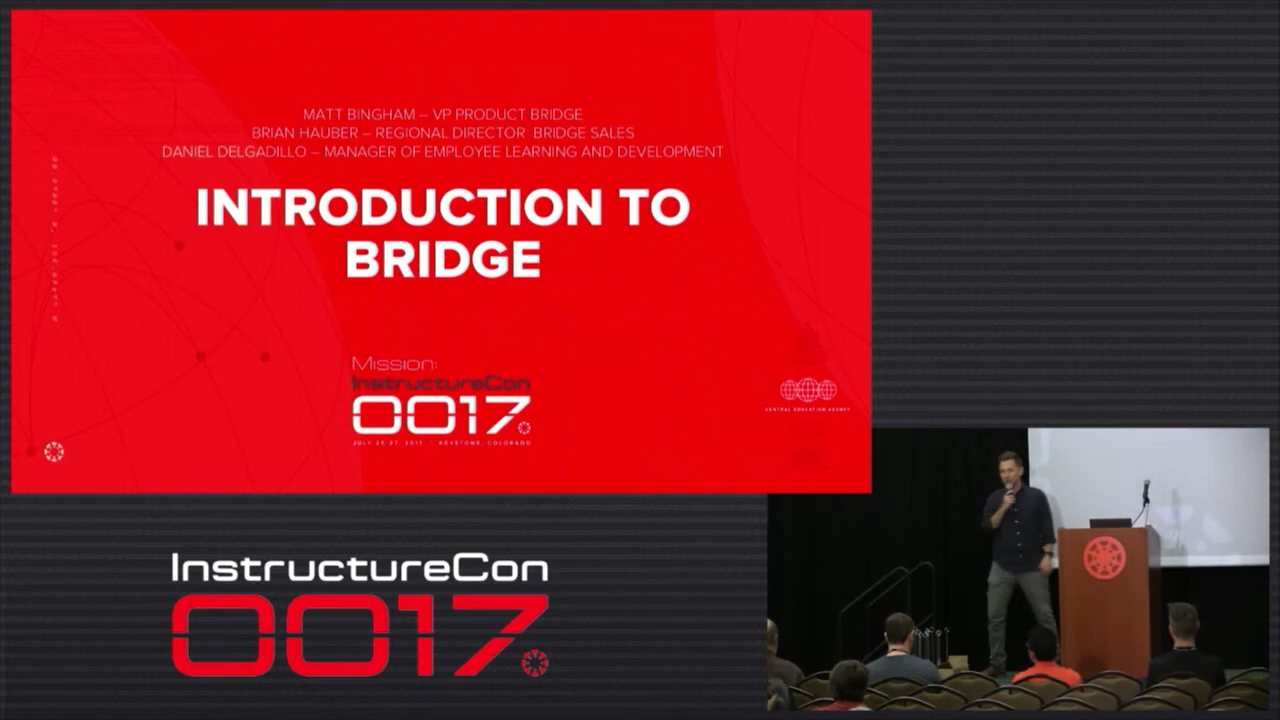 MATT BINGHAM – VP PRODUCT BRIDGE
BRIAN HAUBER – REGIONAL DIRECTOR BRIDGE SALES
DANIEL DELGADILLO – MANAGER OF EMPLOYEE LEARNING AND DEVELOPMENT
INTRODUCTION TO
BRIDGE
Mission:
InstructureCon
0017
JULY 25-27, 2017 - KEYSTONE, COLORADO
CENTRAL EDUCATION AGENCY
InstructureCon
0017